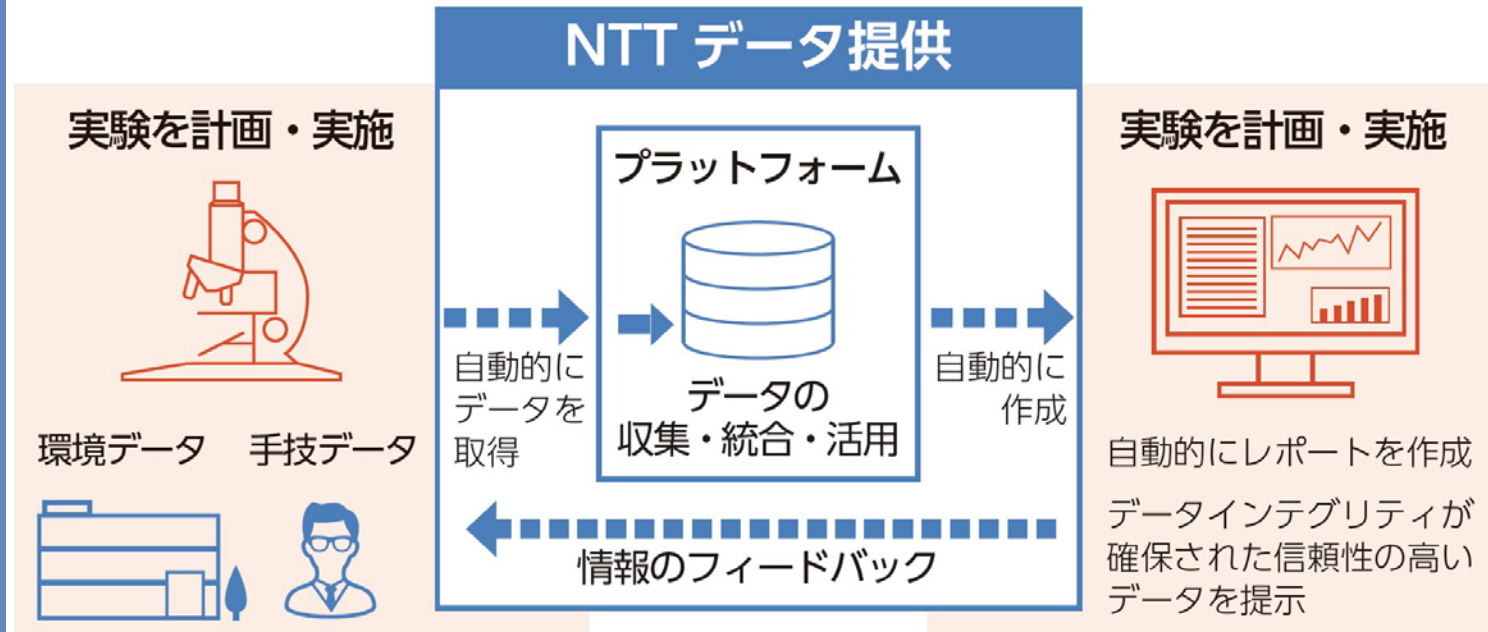 NTT データ提供
実験を計画・実施
環境データ 手技データ
自動的に
データを
取得
プラットフォーム
データの
収集・統合・活用
自動的に
作成
情報のフィードバック
実験を計画・実施
自動的にレポートを作成
データインテグリティが
確保された信頼性の高い
データを提示